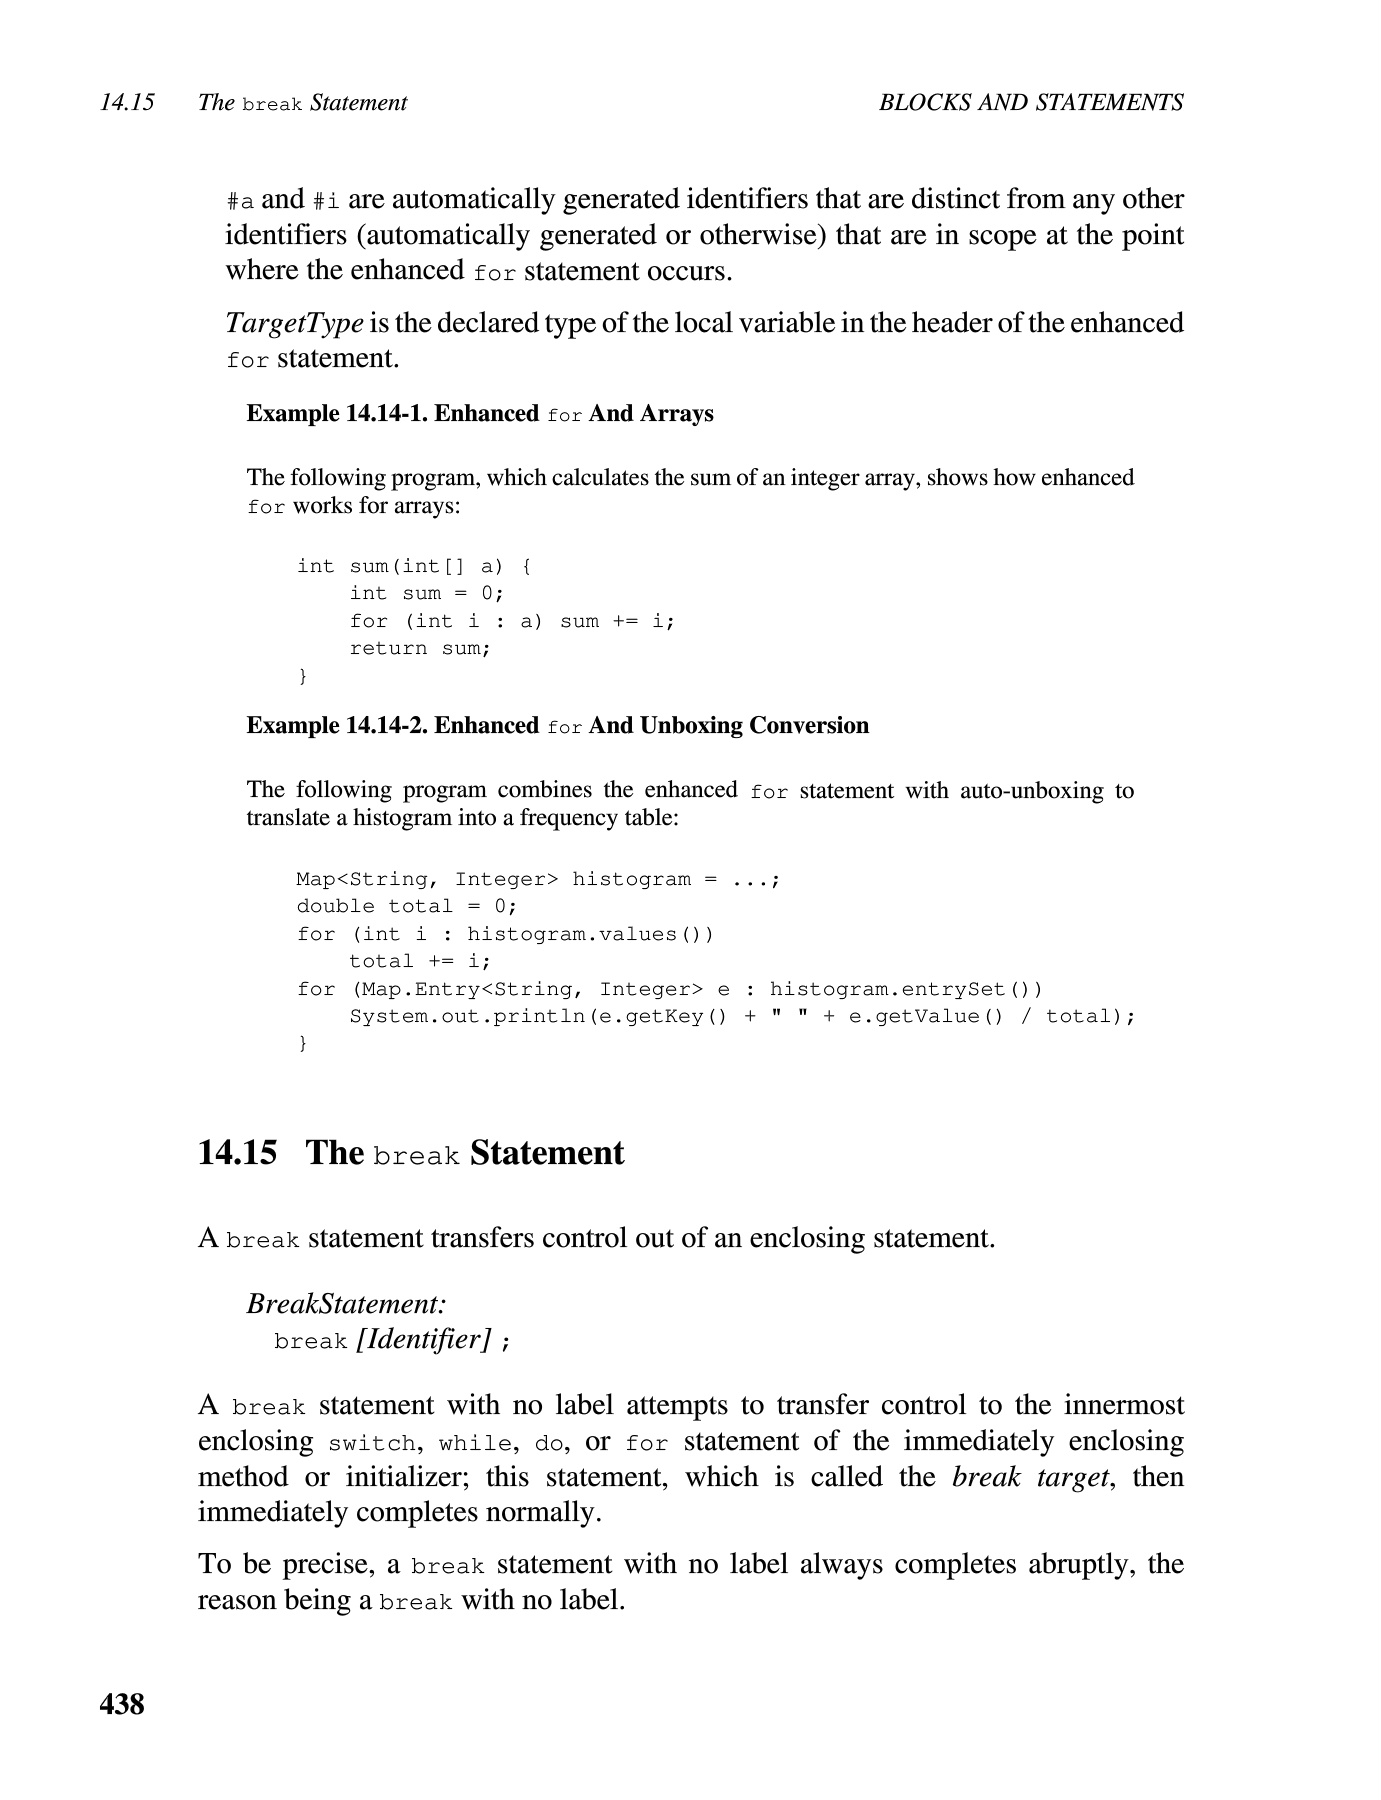 14.15 The break Statement BLOCKS AND STATEMENTS
#a and #i are automatically generated identifiers that are distinct from any other
identifiers (automatically generated or otherwise) that are in scope at the point
where the enhanced for statement occurs.
TargetType is the declared type of the local variable in the header of the enhanced
for statement.
Example 14.14-1. Enhanced for And Arrays
The following program, which calculates the sum of an integer array, shows how enhanced
for works for arrays:
int sum(int[] a) {
    int sum = 0;
    for (int i : a) sum += i;
    return sum;
}
Example 14.14-2. Enhanced for And Unboxing Conversion
The following program combines the enhanced for statement with auto-unboxing to
translate a histogram into a frequency table:
Map<String, Integer> histogram = ...;
double total = 0;
for (int i : histogram.values())
    total += i;
for (Map.Entry<String, Integer> e : histogram.entrySet())
    System.out.println(e.getKey() + " " + e.getValue() / total);
}
14.15 The break Statement
A break statement transfers control out of an enclosing statement.
BreakStatement:
break [Identifier] ;
A break statement with no label attempts to transfer control to the innermost
enclosing switch, while, do, or for statement of the immediately enclosing
method or initializer; this statement, which is called the break target, then
immediately completes normally.
To be precise, a break statement with no label always completes abruptly, the
reason being a break with no label.
438